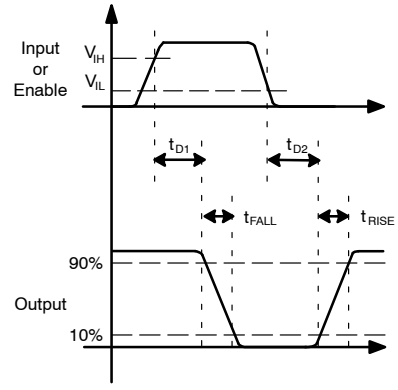 Input
or
Enable
V_IH
V_IL
t_D1
t_D2
t_FALL
t_RISE
90%
Output
10%